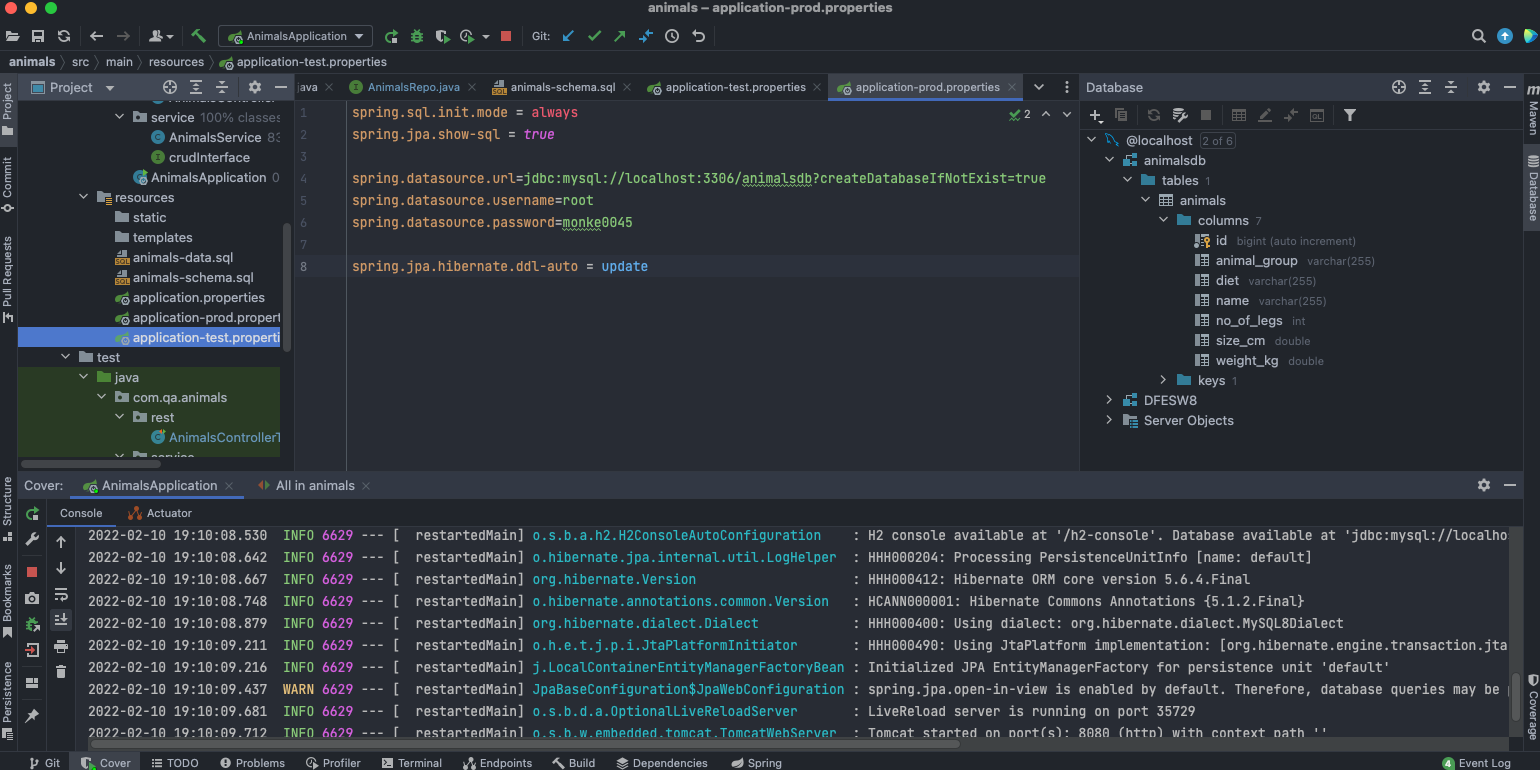 animals – application-prod.properties
AnimalsApplication
Git:
animals
src
main
resources
application-test.properties
Project
java
AnimalsRepo.java
animals-schema.sql
application-test.properties
application-prod.properties
Database
Project
Commit
Pull Requests
service 100% classes
AnimalsService 83
crudInterface
AnimalsApplication 0
resources
static
templates
animals-data.sql
animals-schema.sql
application.properties
application-prod.propert
application-test.properti
test
java
com.qa.animals
rest
AnimalsControllerT
service
1 spring.sql.init.mode = always
2 spring.jpa.show-sql = true
3
4 spring.datasource.url=jdbc:mysql://localhost:3306/animalsdb?createDatabaseIfNotExist=true
5 spring.datasource.username=root
6 spring.datasource.password=monke0045
7
8 spring.jpa.hibernate.ddl-auto = update
2
@localhost 2 of 6
animalsdb
tables 1
animals
columns 7
id bigint (auto increment)
animal_group varchar(255)
diet varchar(255)
name varchar(255)
no_of_legs int
size_cm double
weight_kg double
keys 1
DFESW8
Server Objects
Maven
Database
Structure
Bookmarks
Persistence
Coverage
Cover:
AnimalsApplication
All in animals
Console
Actuator
2022-02-10 19:10:08.530 INFO 6629 --- [ restartedMain] o.s.b.a.h2.H2ConsoleAutoConfiguration : H2 console available at '/h2-console'. Database available at 'jdbc:mysql://localho
2022-02-10 19:10:08.642 INFO 6629 --- [ restartedMain] o.hibernate.jpa.internal.util.LogHelper : HHH000204: Processing PersistenceUnitInfo [name: default]
2022-02-10 19:10:08.667 INFO 6629 --- [ restartedMain] org.hibernate.Version : HHH000412: Hibernate ORM core version 5.6.4.Final
2022-02-10 19:10:08.748 INFO 6629 --- [ restartedMain] o.hibernate.annotations.common.Version : HCANN000001: Hibernate Commons Annotations {5.1.2.Final}
2022-02-10 19:10:08.879 INFO 6629 --- [ restartedMain] org.hibernate.dialect.Dialect : HHH000400: Using dialect: org.hibernate.dialect.MySQL8Dialect
2022-02-10 19:10:09.211 INFO 6629 --- [ restartedMain] o.h.e.t.j.p.i.JtaPlatformInitiator : HHH000490: Using JtaPlatform implementation: [org.hibernate.engine.transaction.jta
2022-02-10 19:10:09.216 INFO 6629 --- [ restartedMain] j.LocalContainerEntityManagerFactoryBean : Initialized JPA EntityManagerFactory for persistence unit 'default'
2022-02-10 19:10:09.437 WARN 6629 --- [ restartedMain] JpaBaseConfiguration$JpaWebConfiguration : spring.jpa.open-in-view is enabled by default. Therefore, database queries may be
2022-02-10 19:10:09.681 INFO 6629 --- [ restartedMain] o.s.b.d.a.OptionalLiveReloadServer : LiveReload server is running on port 35729
2022-02-10 19:10:09.712 INFO 6629 --- [ restartedMain] o.s.b.w.embedded.tomcat.TomcatWebServer : Tomcat started on port(s): 8080 (http) with context path ''
Git
Cover
TODO
Problems
Profiler
Terminal
Endpoints
Build
Dependencies
Spring
4 Event Log